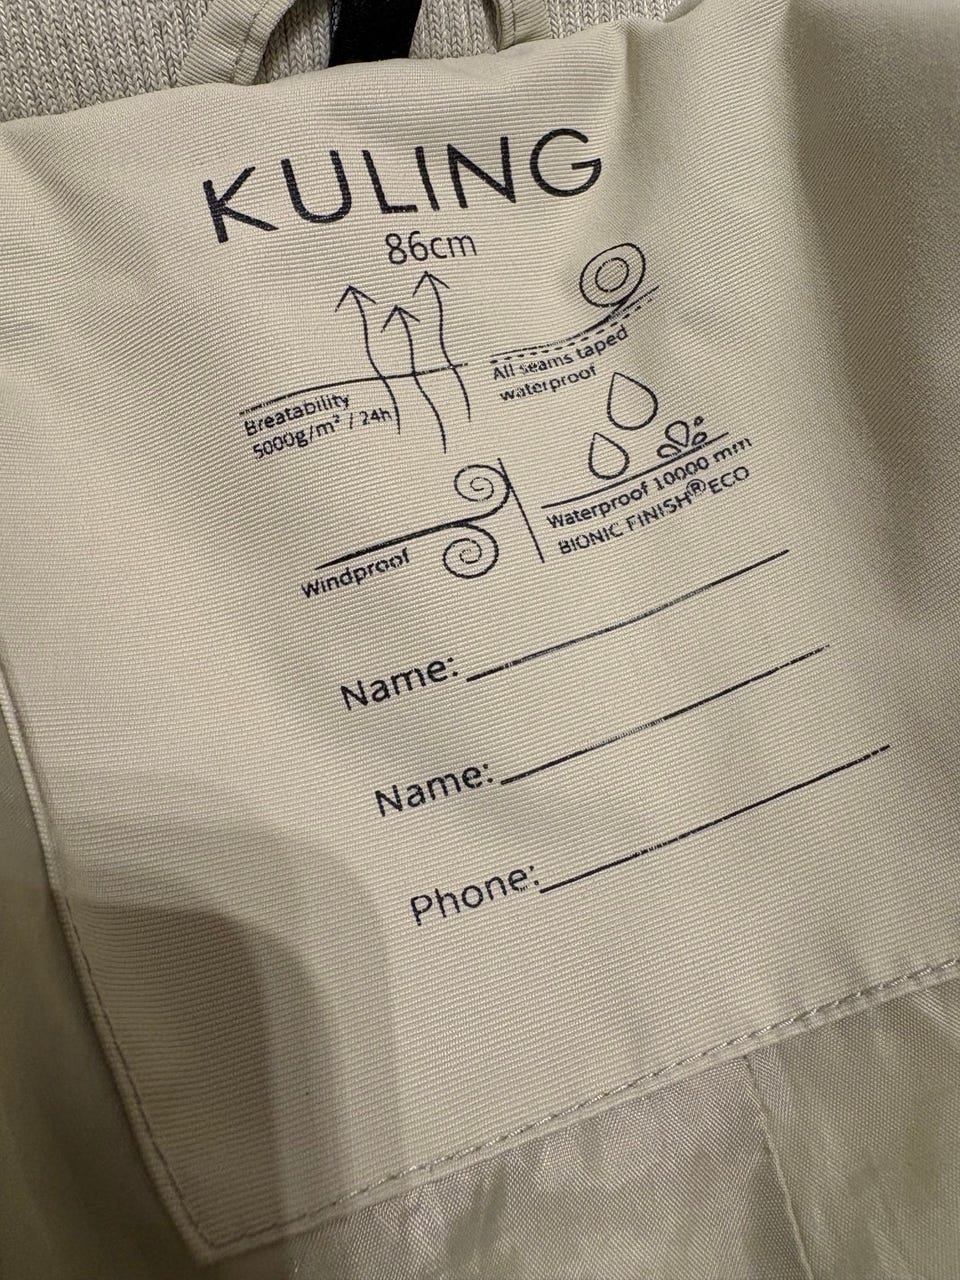 KULING
86cm
Breatability
5000g/m² / 24h
All seams taped
waterproof
Windproof
Waterproof 10000 mm
BIONIC FINISH®ECO
Name:
Name:
Phone: